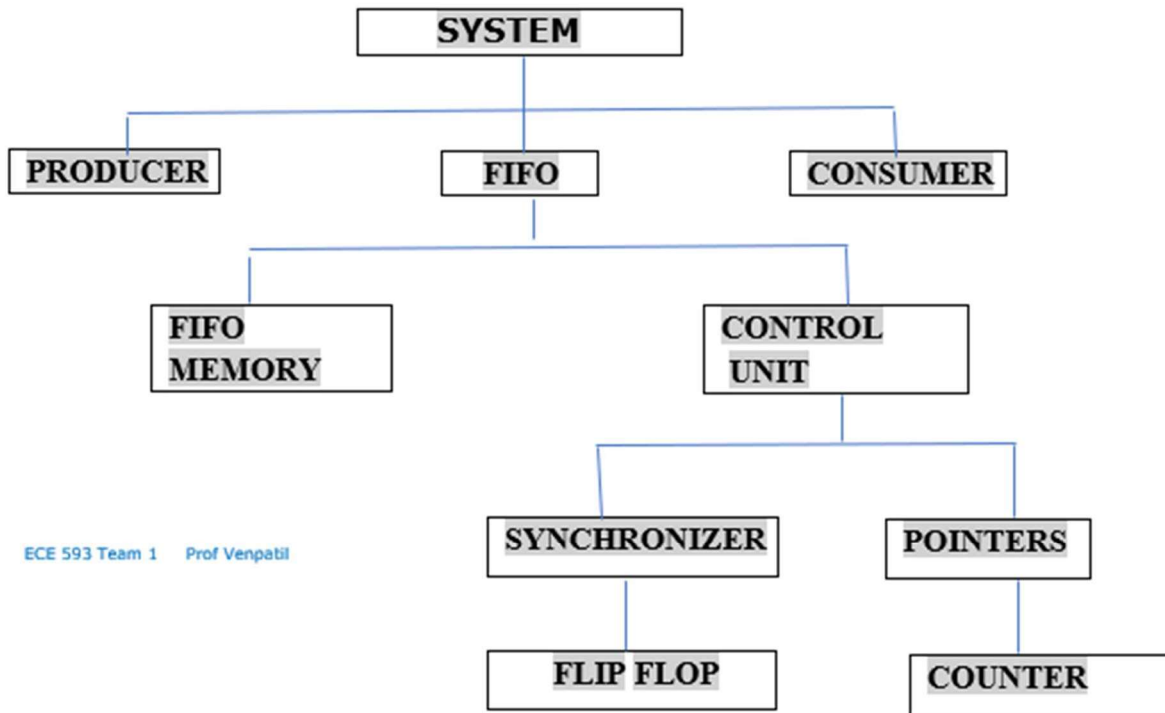 SYSTEM
PRODUCER
FIFO
CONSUMER
FIFO
MEMORY
CONTROL
UNIT
SYNCHRONIZER
POINTERS
ECE 593 Team 1 Prof Venpatil
FLIP FLOP
COUNTER